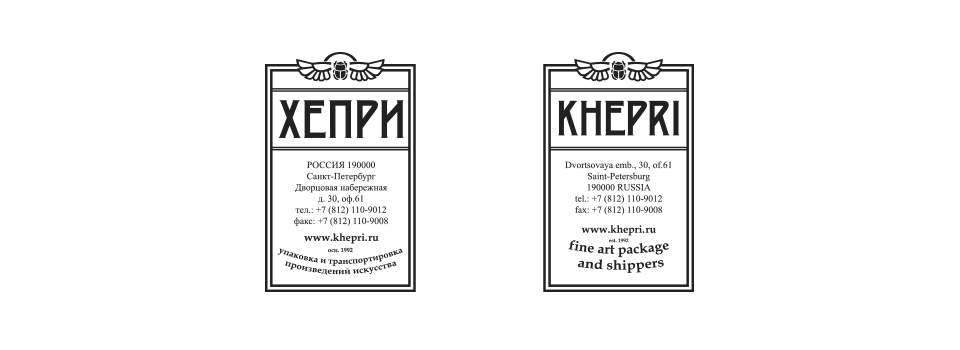 ХЕПРИ
РОССИЯ 190000
Санкт-Петербург
Дворцовая набережная
д. 30, оф.61
тел.: +7 (812) 110-9012
факс: +7 (812) 110-9008
www.khepri.ru
осн. 1992
упаковка и транспортировка
произведений искусства
KHEPRI
Dvortsovaya emb., 30, of.61
Saint-Petersburg
190000 RUSSIA
tel.: +7 (812) 110-9012
fax: +7 (812) 110-9008
www.khepri.ru
est. 1992
fine art package
and shippers